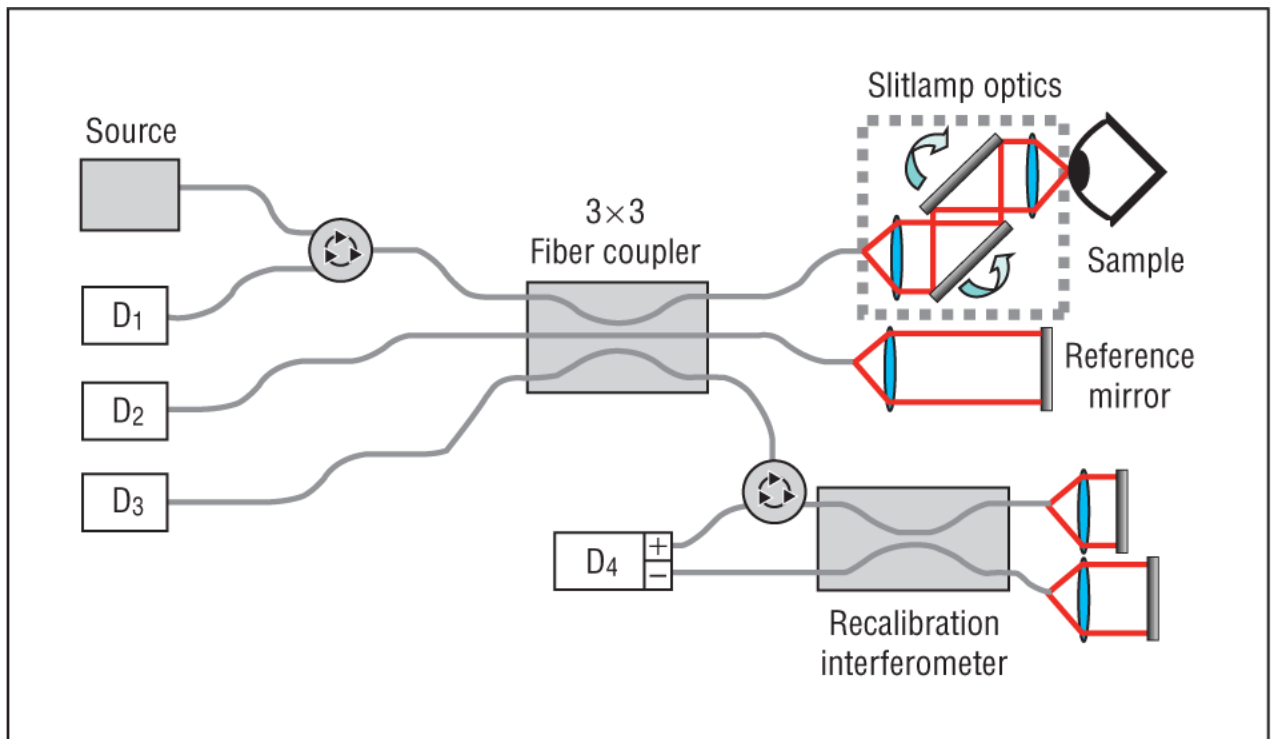 Slitlamp optics
Source
3×3
Fiber coupler
Sample
D1
Reference
mirror
D2
D3
D4
+
−
Recalibration
interferometer